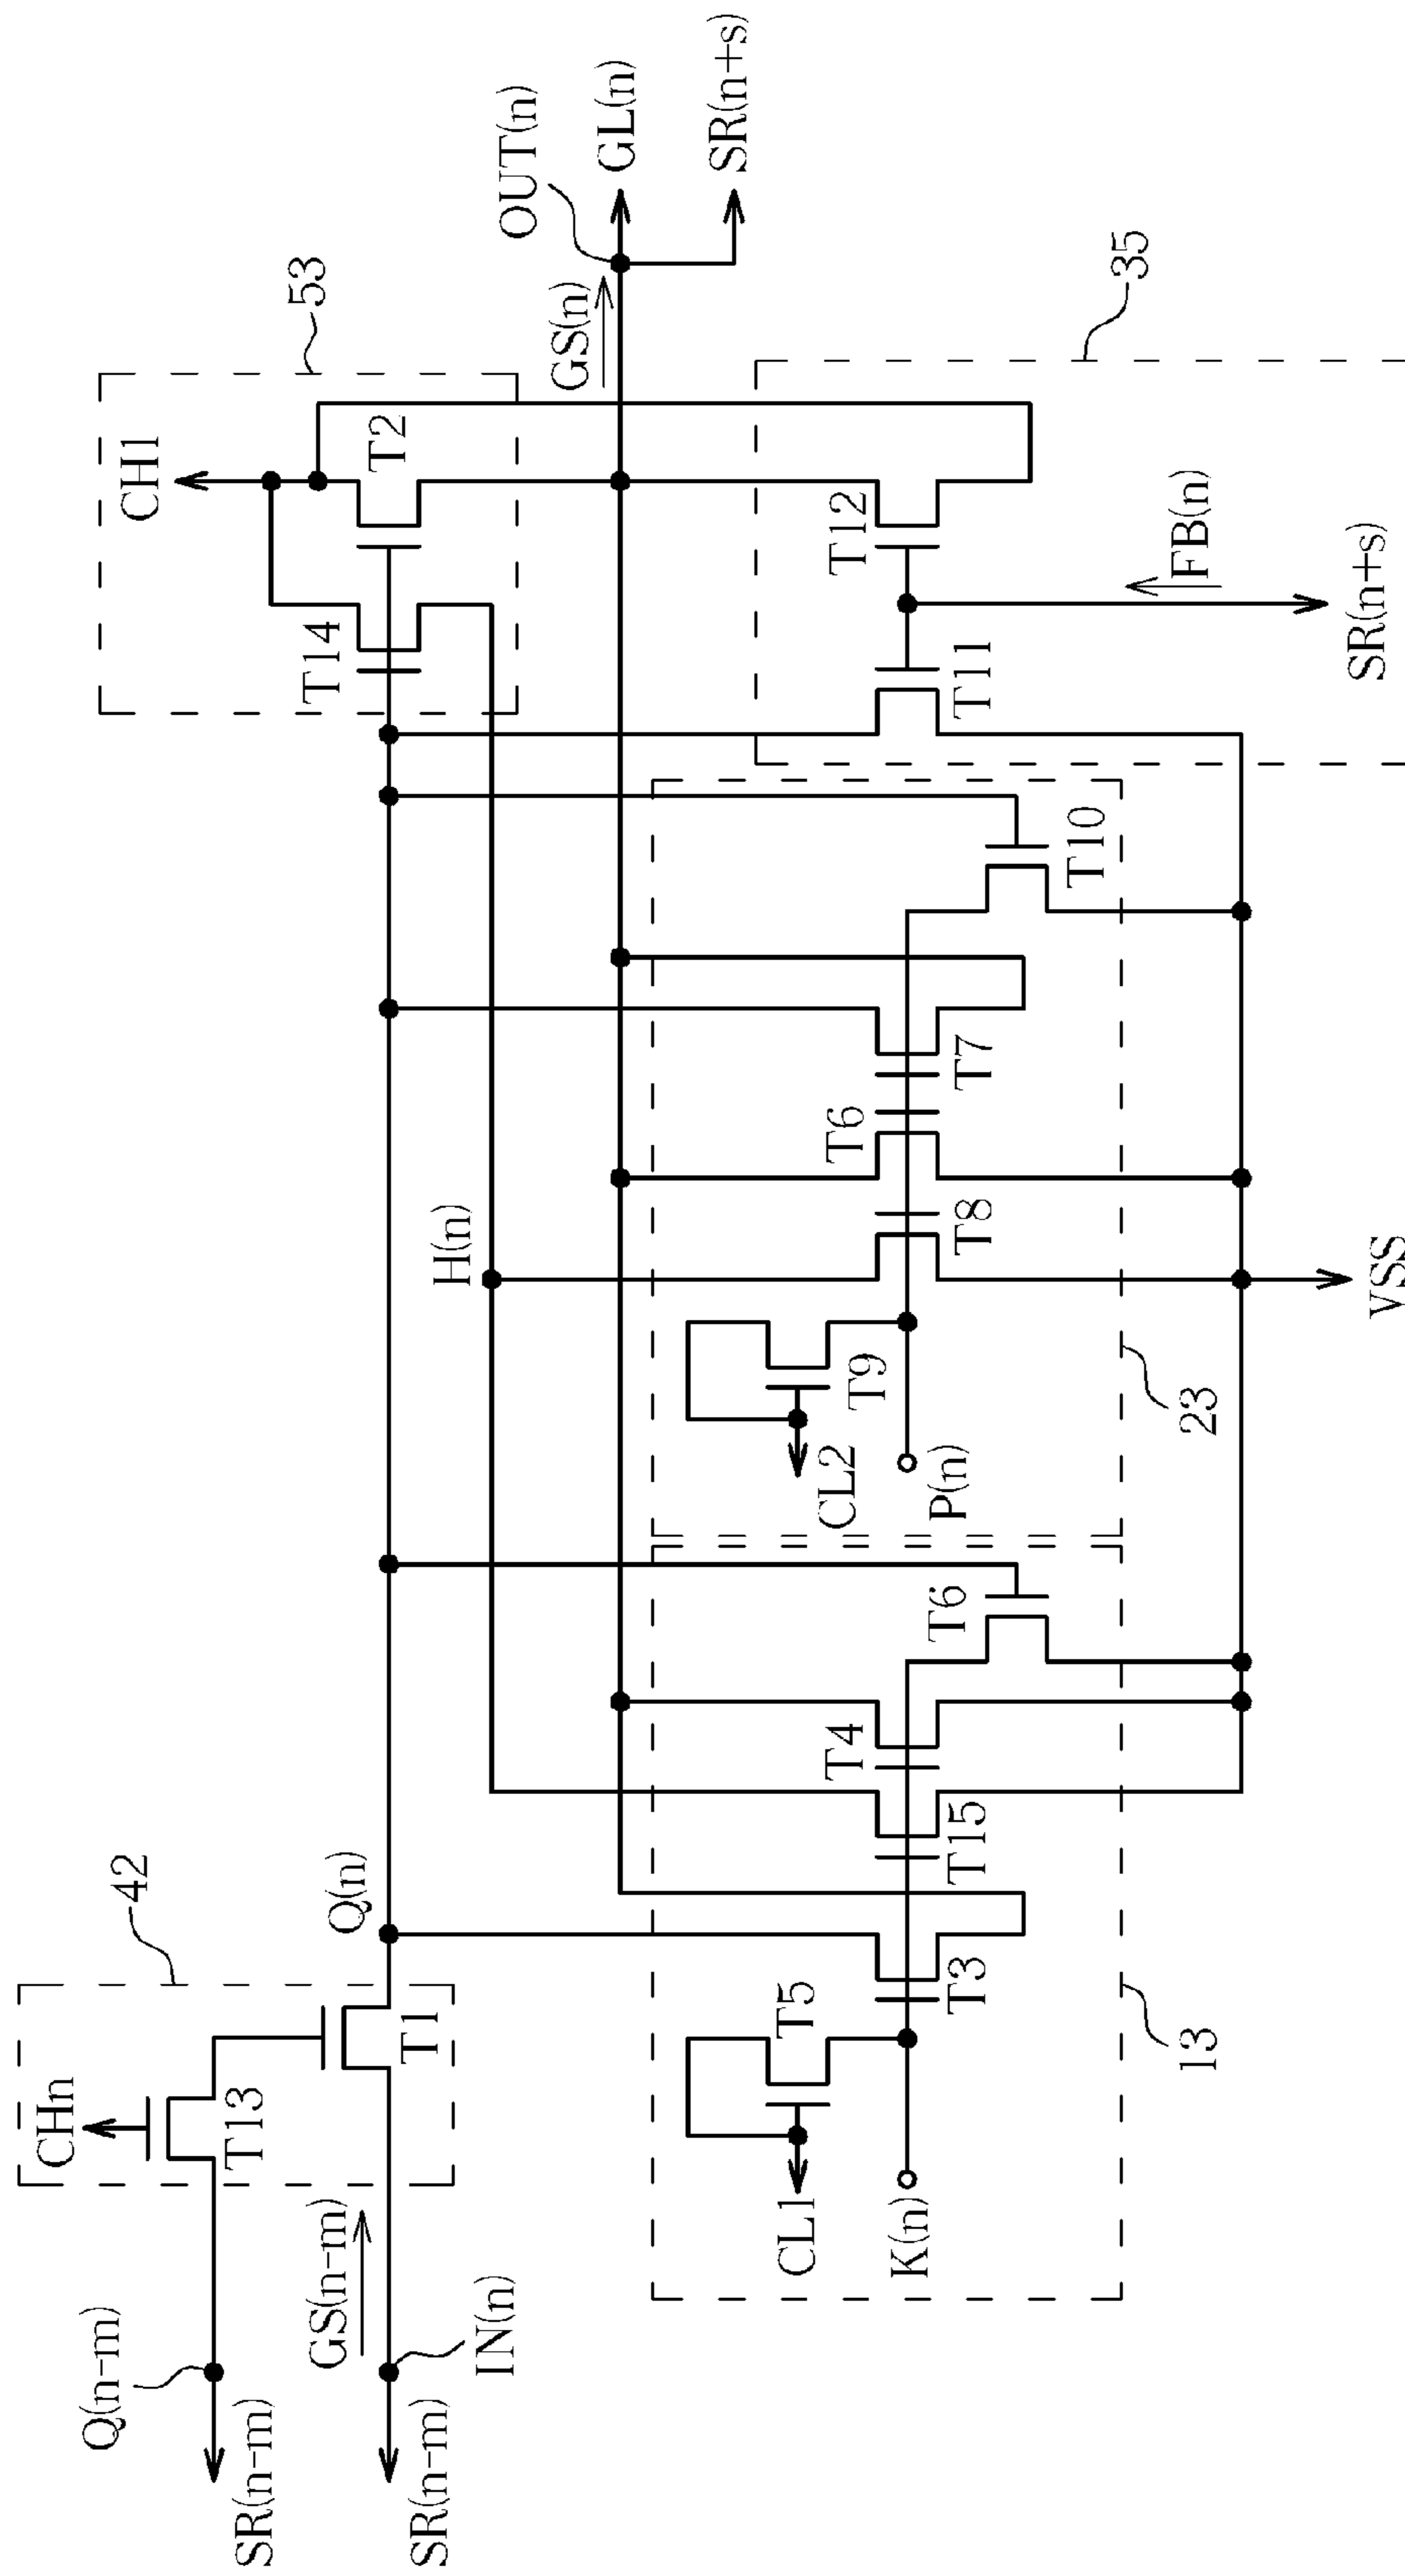 Q(n-m)
SR(n-m)
GS(n-m)
SR(n-m)
IN(n)
CHn
T13
T1
42
Q(n)
H(n)
CH1
53
T14
T2
GS(n)
OUT(n)
GL(n)
SR(n+s)
CL1
K(n)
T5
T3
T15
T4
T6
13
CL2
P(n)
T9
T8
T6
T7
T10
23
VSS
T11
T12
FB(n)
SR(n+s)
35